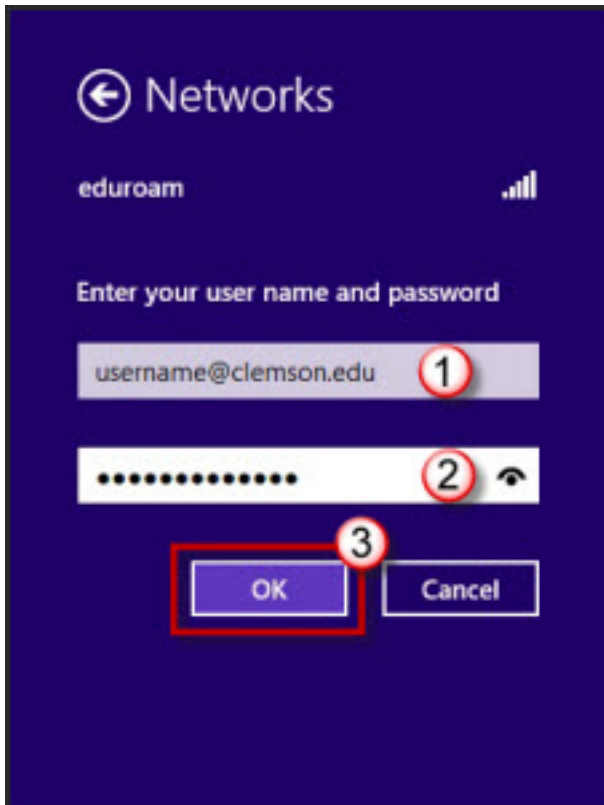 Networks
eduroam
Enter your user name and password
username@clemson.edu 1
••••••••••••• 2
3
OK Cancel